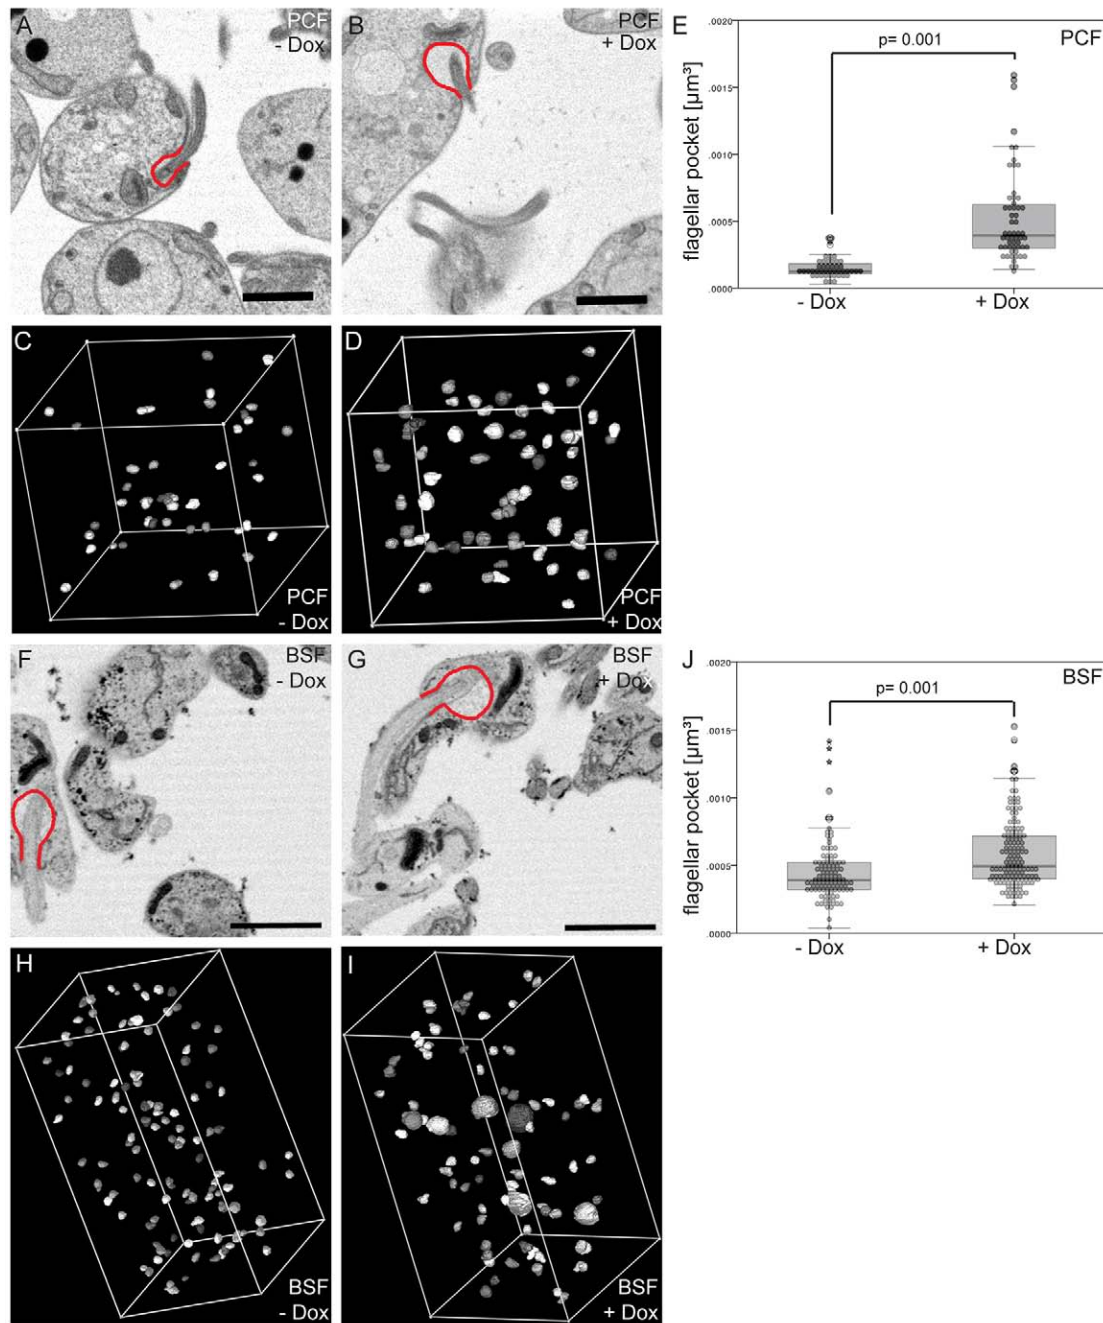 A
PCF
- Dox
B
PCF
+ Dox
E
PCF
p= 0.001
flagellar pocket [µm³]
.0020
.0015
.0010
.0005
.0000
- Dox
+ Dox
C
PCF
- Dox
D
PCF
+ Dox
F
BSF
- Dox
G
BSF
+ Dox
J
BSF
p= 0.001
flagellar pocket [µm³]
.0020
.0015
.0010
.0005
.0000
- Dox
+ Dox
H
BSF
- Dox
I
BSF
+ Dox